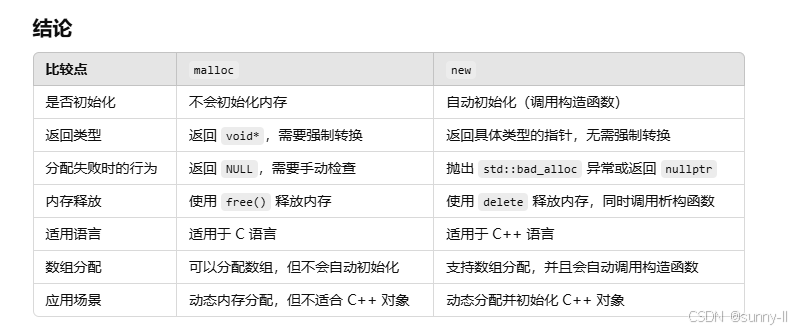 结论
比较点 malloc new
是否初始化 不会初始化内存 自动初始化（调用构造函数）
返回类型 返回 void*，需要强制转换 返回具体类型的指针，无需强制转换
分配失败时的行为 返回 NULL，需要手动检查 抛出 std::bad_alloc 异常或返回 nullptr
内存释放 使用 free() 释放内存 使用 delete 释放内存，同时调用析构函数
适用语言 适用于 C 语言 适用于 C++ 语言
数组分配 可以分配数组，但不会自动初始化 支持数组分配，并且会自动调用构造函数
应用场景 动态内存分配，但不适合 C++ 对象 动态分配并初始化 C++ 对象
CSDN @sunny-ll